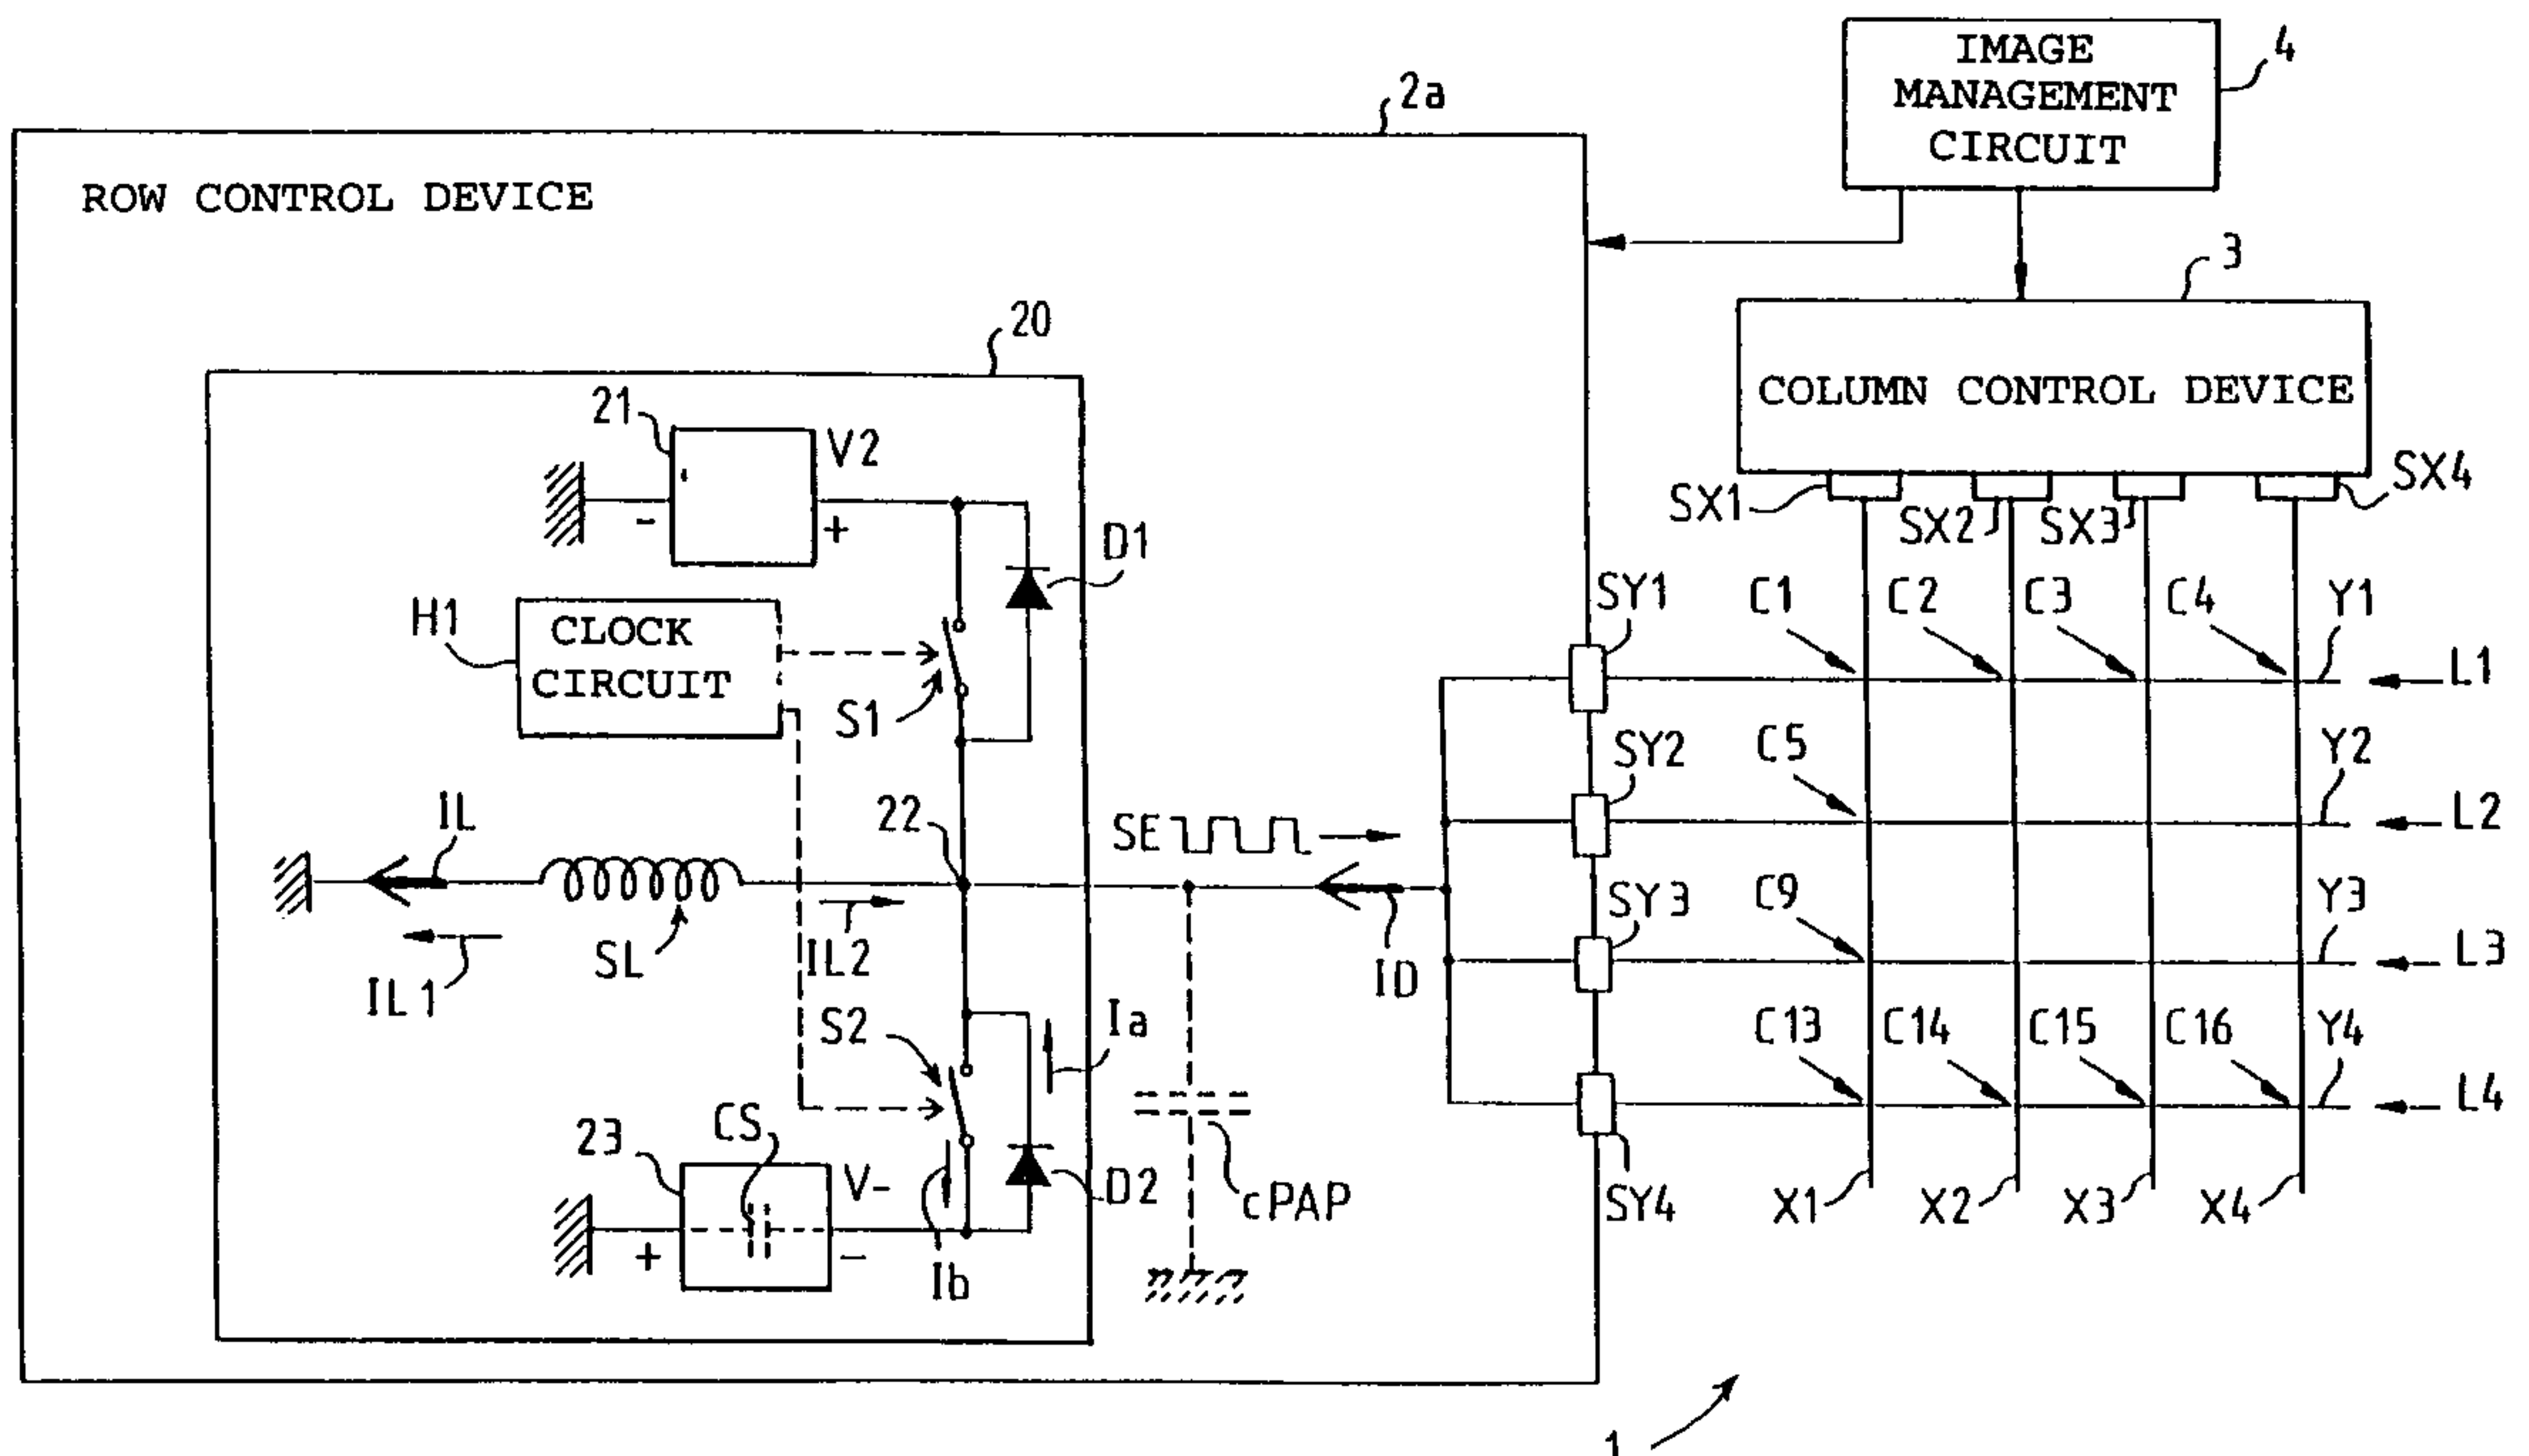 IMAGE
MANAGEMENT
CIRCUIT
4
2a
ROW CONTROL DEVICE
3
COLUMN CONTROL DEVICE
20
21
V2
-
+
D1
SX1
SX2
SX3
SX4
H1
CLOCK
CIRCUIT
S1
SY1
C1
C2
C3
C4
Y1
L1
SY2
C5
Y2
L2
IL
22
SE
SL
IL2
IL1
ID
SY3
C9
Y3
L3
S2
Ia
C13
C14
C15
C16
Y4
L4
23
CS
V-
D2
cPAP
SY4
X1
X2
X3
X4
+
-
Ib
1